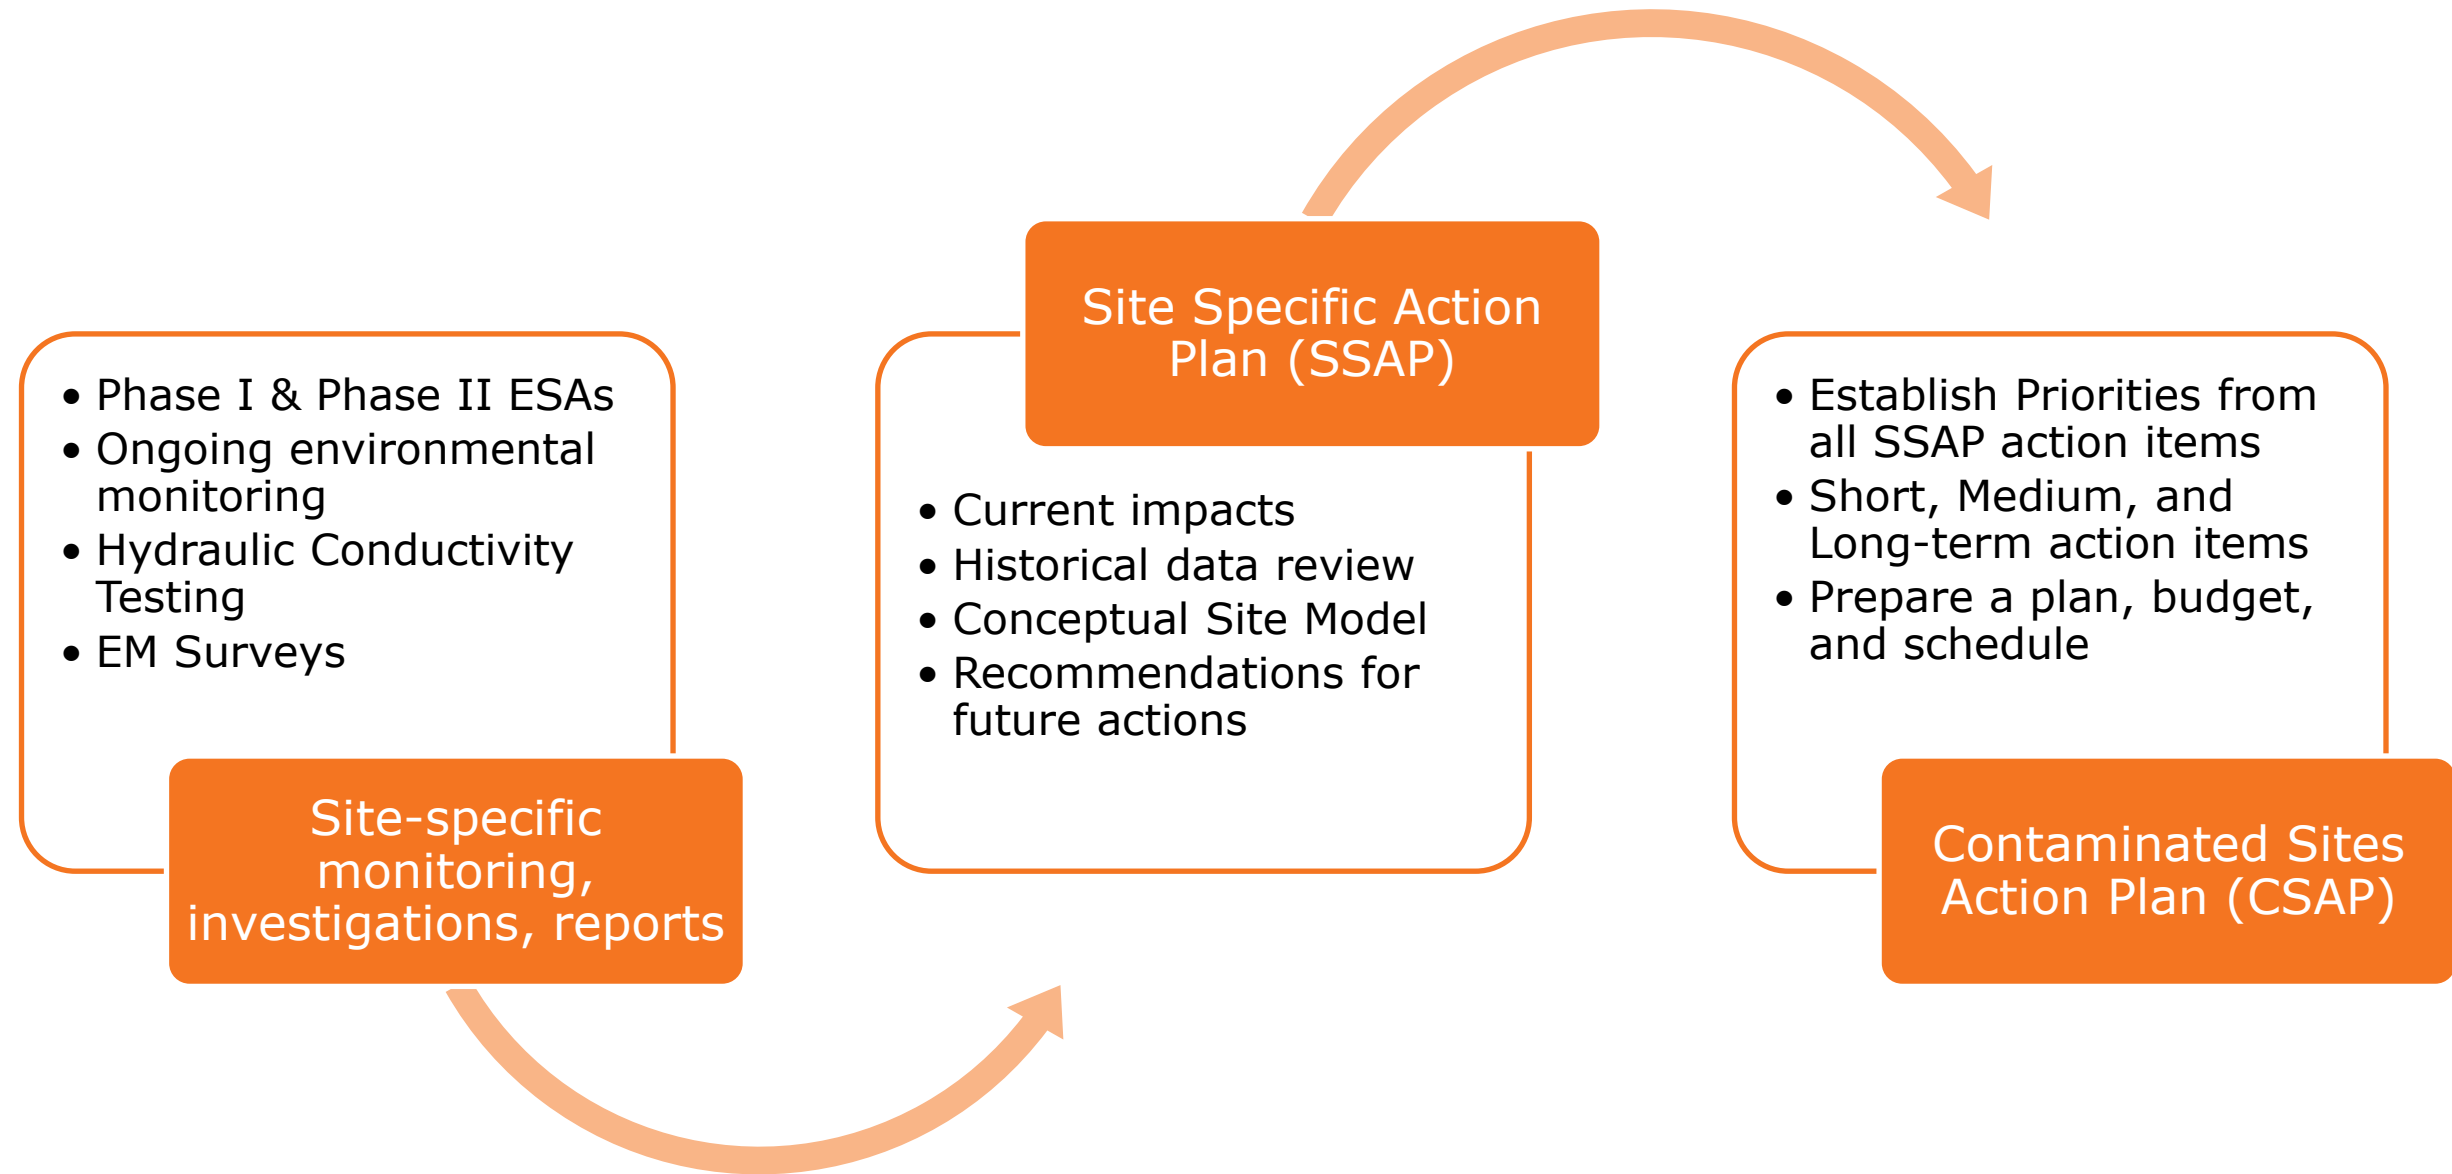 • Phase I & Phase II ESAs
• Ongoing environmental
monitoring
• Hydraulic Conductivity
Testing
• EM Surveys
Site-specific
monitoring,
investigations, reports
Site Specific Action
Plan (SSAP)
• Current impacts
• Historical data review
• Conceptual Site Model
• Recommendations for
future actions
• Establish Priorities from
all SSAP action items
• Short, Medium, and
Long-term action items
• Prepare a plan, budget,
and schedule
Contaminated Sites
Action Plan (CSAP)